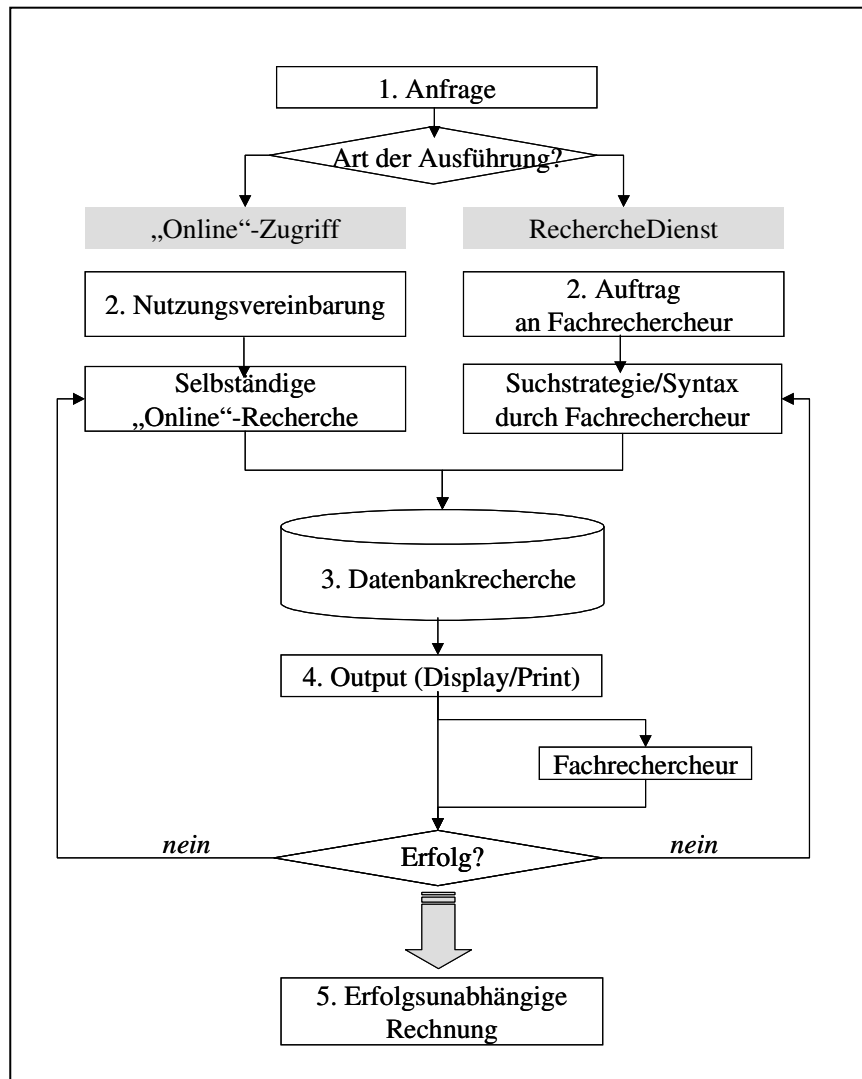 1. Anfrage
Art der Ausführung?
„Online“-Zugriff
RechercheDienst
2. Nutzungsvereinbarung
2. Auftrag
an Fachrechercheur
Selbständige
„Online“-Recherche
Suchstrategie/Syntax
durch Fachrechercheur
3. Datenbankrecherche
4. Output (Display/Print)
Fachrechercheur
nein
Erfolg?
nein
5. Erfolgsunabhängige
Rechnung